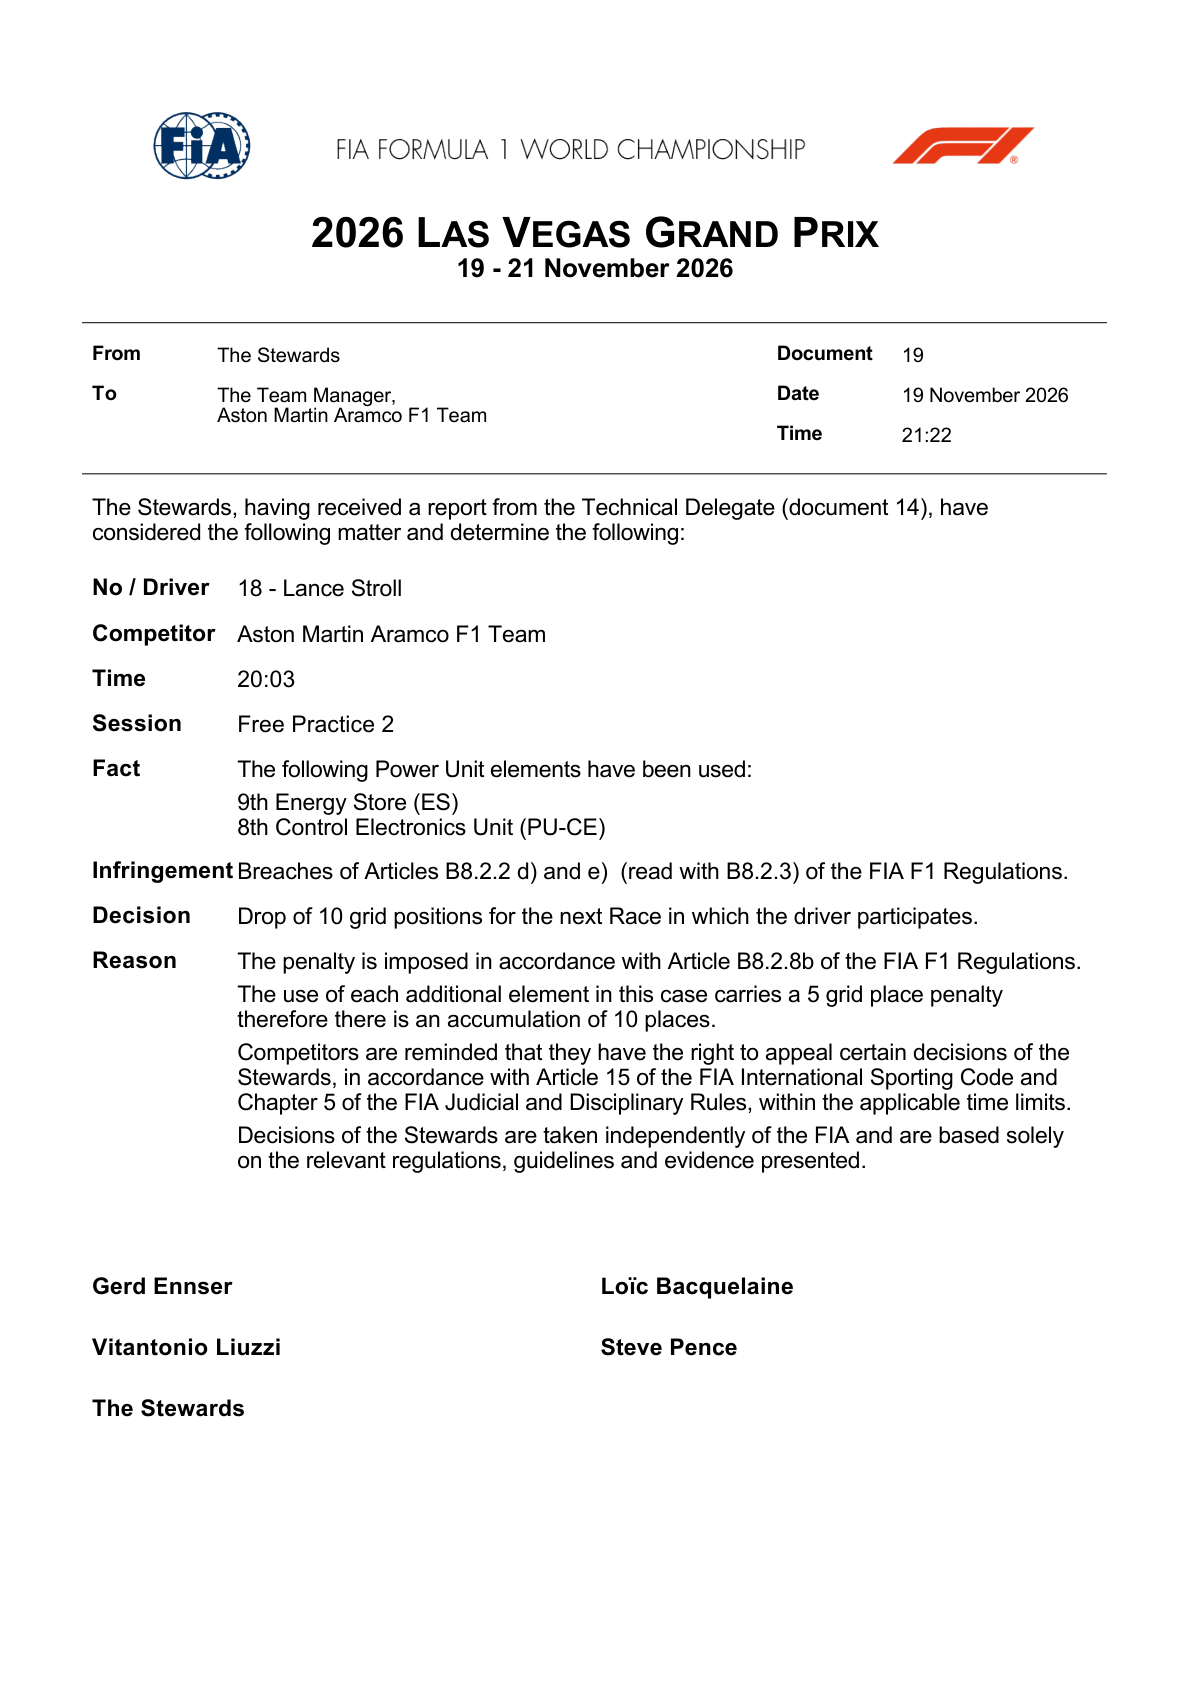 FiA
FIA FORMULA 1 WORLD CHAMPIONSHIP
F1®
2026 LAS VEGAS GRAND PRIX
19 - 21 November 2026
From The Stewards Document 19
To The Team Manager, Date 19 November 2026
Aston Martin Aramco F1 Team
Time 21:22
The Stewards, having received a report from the Technical Delegate (document 14), have
considered the following matter and determine the following:
No / Driver 18 - Lance Stroll
Competitor Aston Martin Aramco F1 Team
Time 20:03
Session Free Practice 2
Fact The following Power Unit elements have been used:
9th Energy Store (ES)
8th Control Electronics Unit (PU-CE)
Infringement Breaches of Articles B8.2.2 d) and e) (read with B8.2.3) of the FIA F1 Regulations.
Decision Drop of 10 grid positions for the next Race in which the driver participates.
Reason The penalty is imposed in accordance with Article B8.2.8b of the FIA F1 Regulations.
The use of each additional element in this case carries a 5 grid place penalty
therefore there is an accumulation of 10 places.
Competitors are reminded that they have the right to appeal certain decisions of the
Stewards, in accordance with Article 15 of the FIA International Sporting Code and
Chapter 5 of the FIA Judicial and Disciplinary Rules, within the applicable time limits.
Decisions of the Stewards are taken independently of the FIA and are based solely
on the relevant regulations, guidelines and evidence presented.
Gerd Ennser Loïc Bacquelaine
Vitantonio Liuzzi Steve Pence
The Stewards